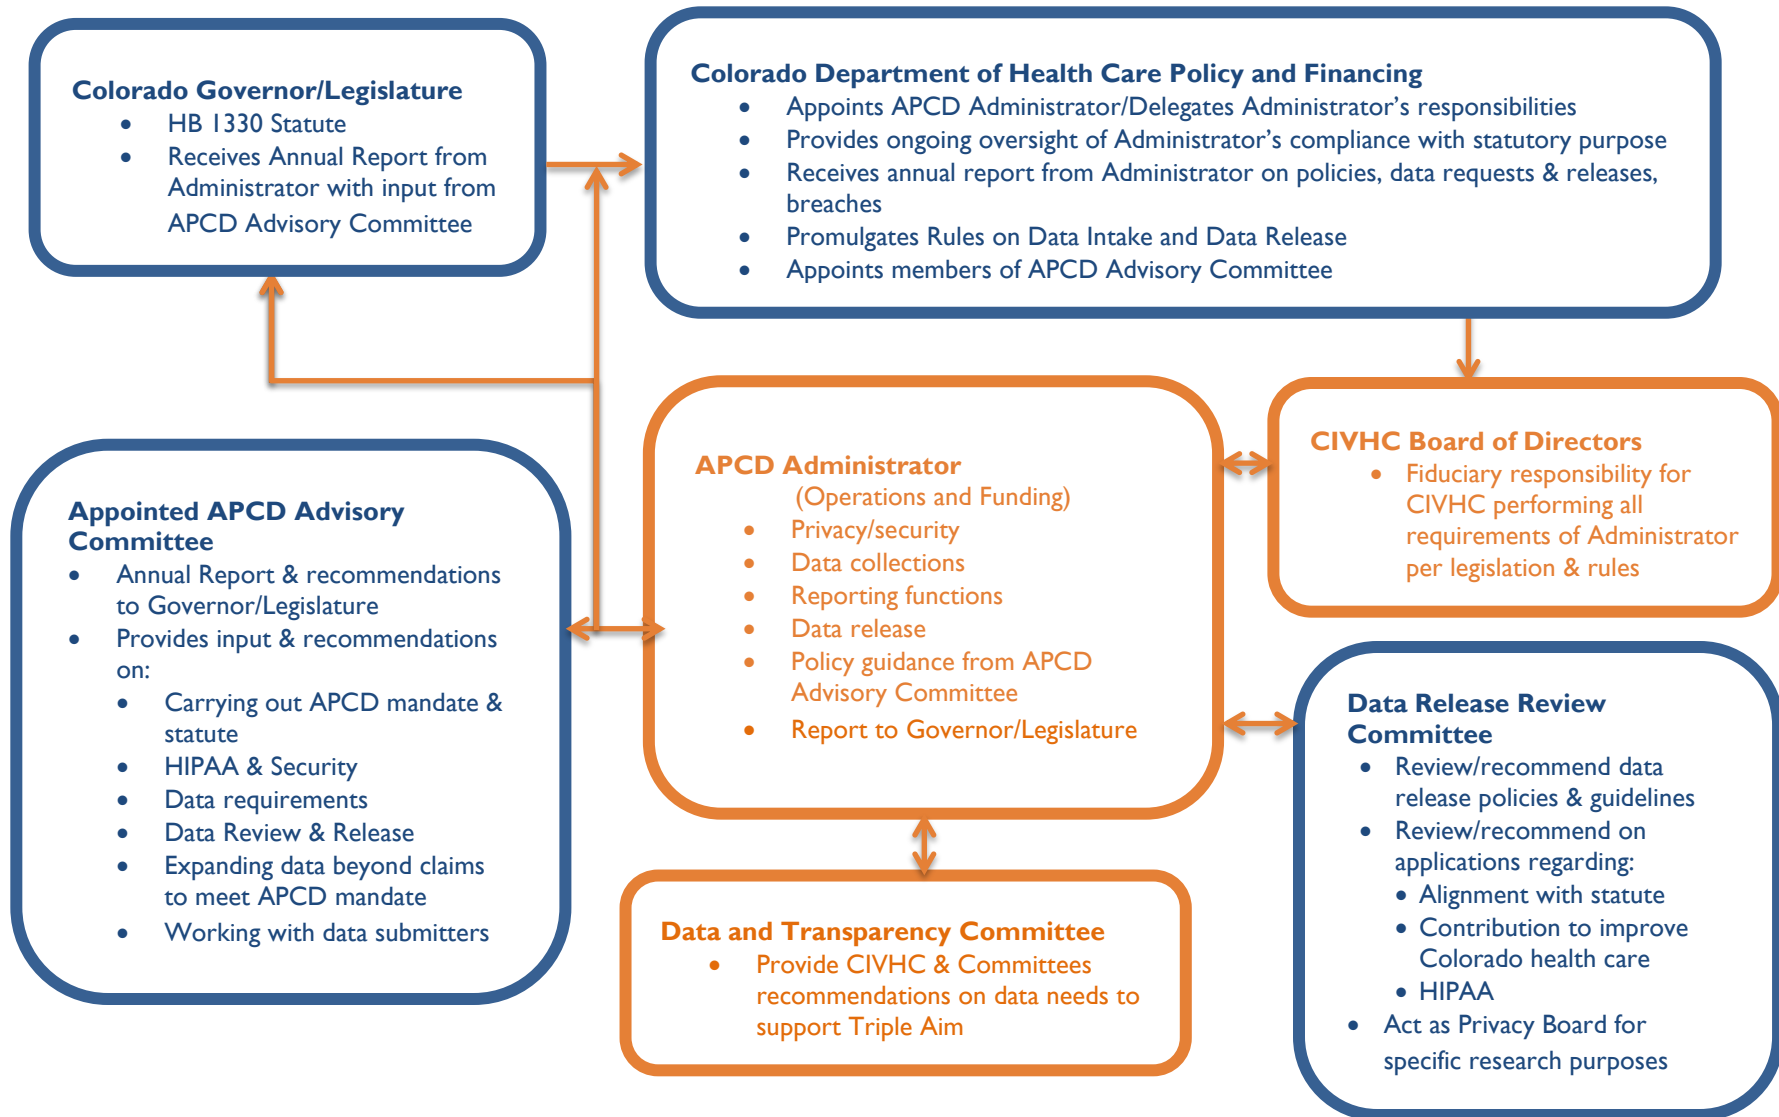 Colorado Governor/Legislature
• HB 1330 Statute
• Receives Annual Report from
Administrator with input from
APCD Advisory Committee
Colorado Department of Health Care Policy and Financing
• Appoints APCD Administrator/Delegates Administrator’s responsibilities
• Provides ongoing oversight of Administrator’s compliance with statutory purpose
• Receives annual report from Administrator on policies, data requests & releases,
breaches
• Promulgates Rules on Data Intake and Data Release
• Appoints members of APCD Advisory Committee
Appointed APCD Advisory
Committee
• Annual Report & recommendations
to Governor/Legislature
• Provides input & recommendations
on:
• Carrying out APCD mandate &
statute
• HIPAA & Security
• Data requirements
• Data Review & Release
• Expanding data beyond claims
to meet APCD mandate
• Working with data submitters
APCD Administrator
(Operations and Funding)
• Privacy/security
• Data collections
• Reporting functions
• Data release
• Policy guidance from APCD
Advisory Committee
• Report to Governor/Legislature
CIVHC Board of Directors
• Fiduciary responsibility for
CIVHC performing all
requirements of Administrator
per legislation & rules
Data and Transparency Committee
• Provide CIVHC & Committees
recommendations on data needs to
support Triple Aim
Data Release Review
Committee
• Review/recommend data
release policies & guidelines
• Review/recommend on
applications regarding:
• Alignment with statute
• Contribution to improve
Colorado health care
• HIPAA
• Act as Privacy Board for
specific research purposes